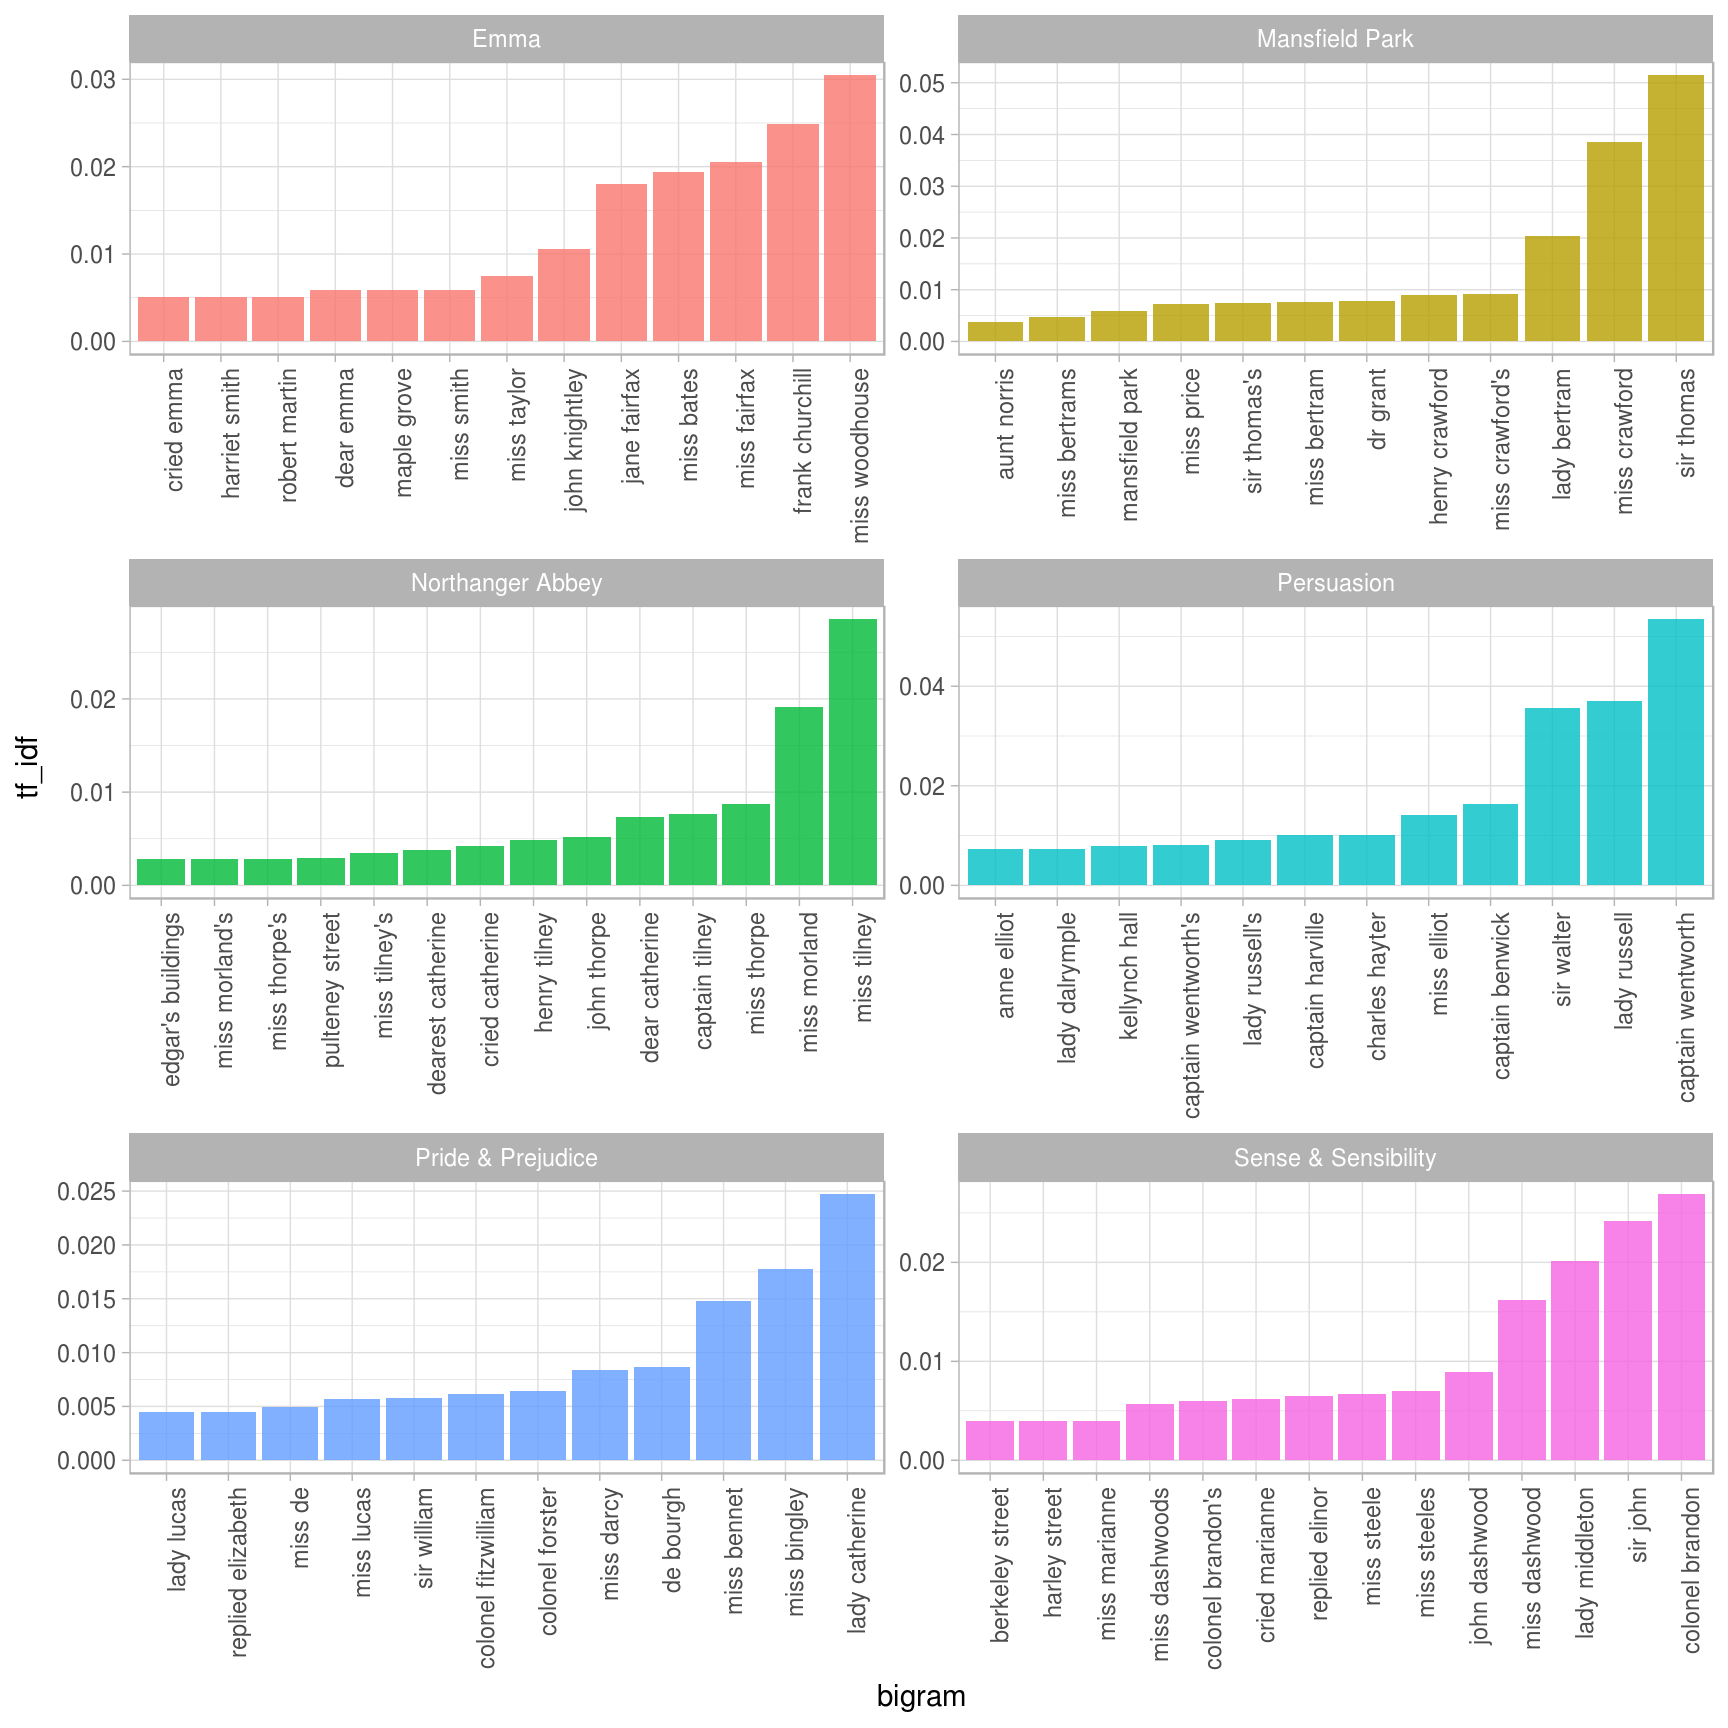 Emma
0.03
0.02
0.01
0.00
cried emma
harriet smith
robert martin
dear emma
maple grove
miss smith
miss taylor
john knightley
jane fairfax
miss bates
miss fairfax
frank churchill
miss woodhouse
Mansfield Park
0.05
0.04
0.03
0.02
0.01
0.00
aunt norris
miss bertrams
mansfield park
miss price
sir thomas's
miss bertram
dr grant
henry crawford
miss crawford's
lady bertram
miss crawford
sir thomas
Northanger Abbey
0.02
0.01
0.00
edgar's buildings
miss morland's
miss thorpe's
pulteney street
miss tilney's
dearest catherine
cried catherine
henry tilney
john thorpe
dear catherine
captain tilney
miss thorpe
miss morland
miss tilney
Persuasion
0.04
0.02
0.00
anne elliot
lady dalrymple
kellynch hall
captain wentworth's
lady russell's
captain harville
charles hayter
miss elliot
captain benwick
sir walter
lady russell
captain wentworth
tf_idf
Pride & Prejudice
0.025
0.020
0.015
0.010
0.005
0.000
lady lucas
replied elizabeth
miss de
miss lucas
sir william
colonel fitzwilliam
colonel forster
miss darcy
de bourgh
miss bennet
miss bingley
lady catherine
Sense & Sensibility
0.02
0.01
0.00
berkeley street
harley street
miss marianne
miss dashwoods
colonel brandon's
cried marianne
replied elinor
miss steele
miss steeles
john dashwood
miss dashwood
lady middleton
sir john
colonel brandon
bigram